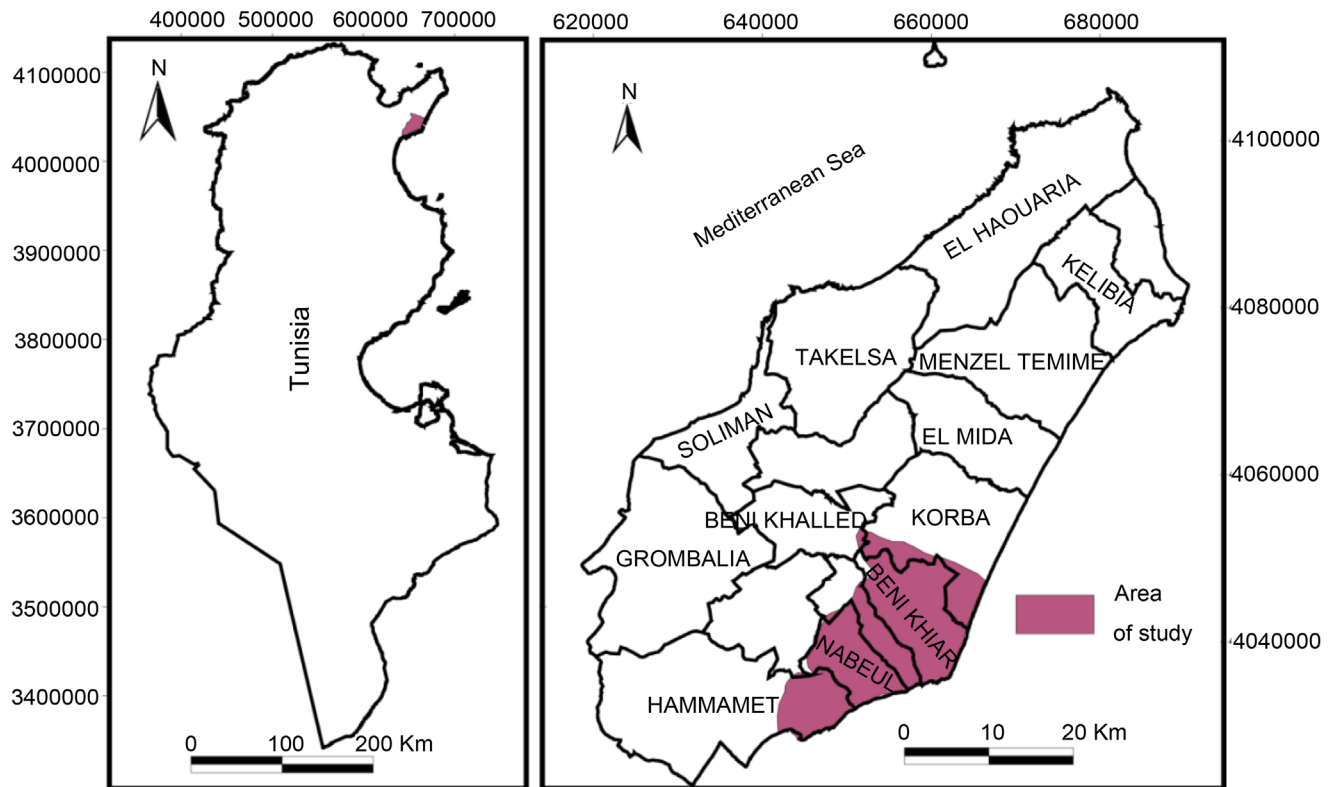 400000 500000 600000 700000
4100000
4000000
3900000
3800000
3700000
3600000
3500000
3400000
N
Tunisia
0 100 200 Km
620000 640000 660000 680000
4100000
4080000
4060000
4040000
N
Mediterranean Sea
EL HAOUARIA
KELIBIA
TAKELSA
MENZEL TEMIME
SOLIMAN
EL MIDA
BENI KHALLED
KORBA
GROMBALIA
BENI KHIAR
NABEUL
HAMMAMET
Area
of study
0 10 20 Km